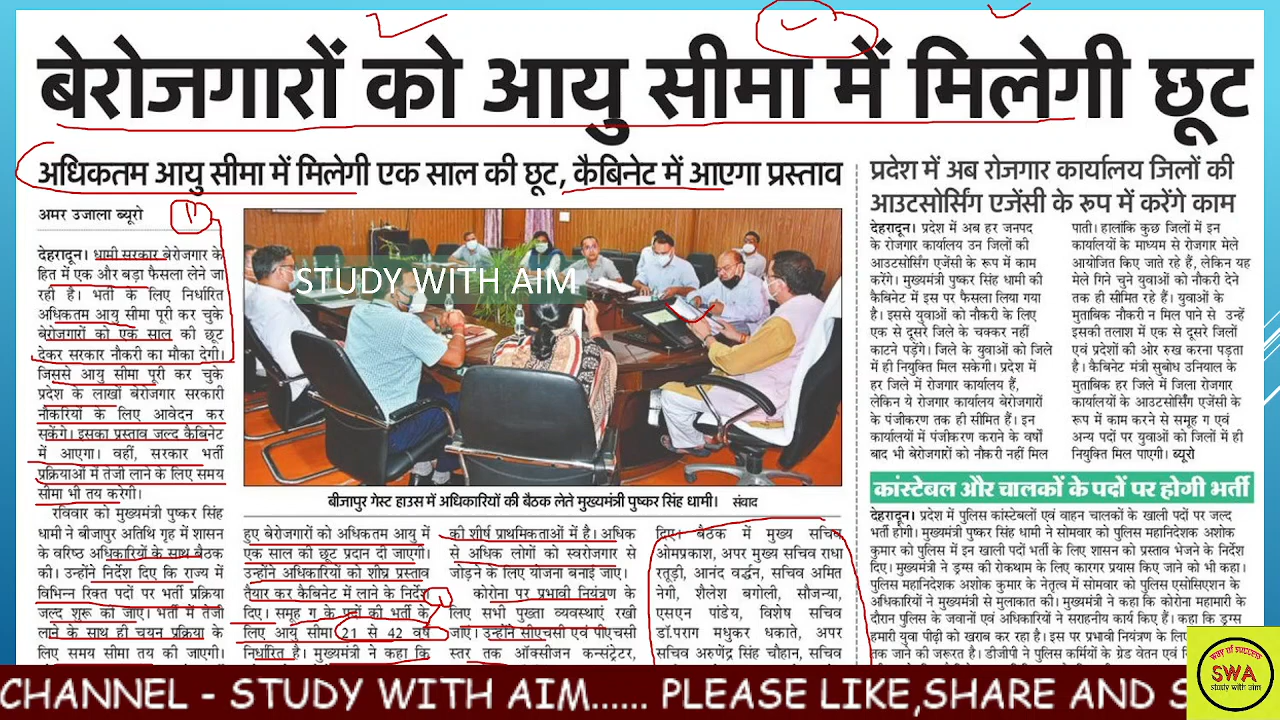 बेरोजगारों को आयु सीमा में मिलेगी छूट
अधिकतम आयु सीमा में मिलेगी एक साल की छूट, कैबिनेट में आएगा प्रस्ताव
अमर उजाला ब्यूरो
देहरादून। धामी सरकार बेरोजगार के
हित में एक और बड़ा फैसला लेने जा
रही है। भर्ती के लिए निर्धारित
अधिकतम आयु सीमा पूरी कर चुके
बेरोजगारों को एक साल की छूट
देकर सरकार नौकरी का मौका देगी।
जिससे आयु सीमा पूरी कर चुके
प्रदेश के लाखों बेरोजगार सरकारी
नौकरियों के लिए आवेदन कर
सकेंगे। इसका प्रस्ताव जल्द कैबिनेट
में आएगा। वहीं, सरकार भर्ती
प्रक्रियाओं में तेजी लाने के लिए समय
सीमा भी तय करेगी।
रविवार को मुख्यमंत्री पुष्कर सिंह
धामी ने बीजापुर अतिथि गृह में शासन
के वरिष्ठ अधिकारियों के साथ बैठक
की। उन्होंने निर्देश दिए कि राज्य में
विभिन्न रिक्त पदों पर भर्ती प्रक्रिया
जल्द शुरू की जाए। भर्ती में तेजी
लाने के साथ ही चयन प्रक्रिया के
लिए समय सीमा तय की जाएगी।
STUDY WITH AIM
बीजापुर गेस्ट हाउस में अधिकारियों की बैठक लेते मुख्यमंत्री पुष्कर सिंह धामी। संवाद
हुए बेरोजगारों को अधिकतम आयु में
एक साल की छूट प्रदान दी जाएगी।
उन्होंने अधिकारियों को शीघ्र प्रस्ताव
तैयार कर कैबिनेट में लाने के निर्देश
दिए। समूह ग के पदों की भर्ती के
लिए आयु सीमा 21 से 42 वर्ष
निर्धारित है। मुख्यमंत्री ने कहा कि
की शीर्ष प्राथमिकताओं में है। अधिक
से अधिक लोगों को स्वरोजगार से
जोड़ने के लिए योजना बनाई जाए।
कोरोना पर प्रभावी नियंत्रण के
लिए सभी पुख्ता व्यवस्थाएं रखी
जाएं। उन्होंने सीएचसी एवं पीएचसी
स्तर तक ऑक्सीजन कन्संट्रेटर,
दिए। बैठक में मुख्य सचिव
ओमप्रकाश, अपर मुख्य सचिव राधा
रतूड़ी, आनंद वर्द्धन, सचिव अमित
नेगी, शैलेश बगोली, सौजन्या,
एसएन पांडेय, विशेष सचिव
डॉ.पराग मधुकर धकाते, अपर
सचिव अरुणेंद्र सिंह चौहान, सचिव
प्रदेश में अब रोजगार कार्यालय जिलों की
आउटसोर्सिंग एजेंसी के रूप में करेंगे काम
देहरादून। प्रदेश में अब हर जनपद
के रोजगार कार्यालय उन जिलों की
आउटसोर्सिंग एजेंसी के रूप में काम
करेंगे। मुख्यमंत्री पुष्कर सिंह धामी की
कैबिनेट में इस पर फैसला लिया गया
है। इससे युवाओं को नौकरी के लिए
एक से दूसरे जिले के चक्कर नहीं
काटने पड़ेंगे। जिले के युवाओं को जिले
में ही नियुक्ति मिल सकेगी। प्रदेश में
हर जिले में रोजगार कार्यालय हैं,
लेकिन ये रोजगार कार्यालय बेरोजगारों
के पंजीकरण तक ही सीमित हैं। इन
कार्यालयों में पंजीकरण कराने के वर्षों
बाद भी बेरोजगारों को नौकरी नहीं मिल
पाती। हालांकि कुछ जिलों में इन
कार्यालयों के माध्यम से रोजगार मेले
आयोजित किए जाते रहे हैं, लेकिन यह
मेले गिने चुने युवाओं को नौकरी देने
तक ही सीमित रहे हैं। युवाओं के
मुताबिक नौकरी न मिल पाने से उन्हें
इसकी तलाश में एक से दूसरे जिलों
एवं प्रदेशों की ओर रुख करना पड़ता
है। कैबिनेट मंत्री सुबोध उनियाल के
मुताबिक हर जिले में जिला रोजगार
कार्यालयों के आउटसोर्सिंग एजेंसी के
रूप में काम करने से समूह ग एवं
अन्य पदों पर युवाओं को जिलों में ही
नियुक्ति मिल पाएगी। ब्यूरो
कांस्टेबल और चालकों के पदों पर होगी भर्ती
देहरादून। प्रदेश में पुलिस कांस्टेबलों एवं वाहन चालकों के खाली पदों पर जल्द
भर्ती होगी। मुख्यमंत्री पुष्कर सिंह धामी ने सोमवार को पुलिस महानिदेशक अशोक
कुमार को पुलिस में इन खाली पदों भर्ती के लिए शासन को प्रस्ताव भेजने के निर्देश
दिए। मुख्यमंत्री ने ड्रग्स की रोकथाम के लिए कारगर प्रयास किए जाने को भी कहा।
पुलिस महानिदेशक अशोक कुमार के नेतृत्व में सोमवार को पुलिस एसोसिएशन के
अधिकारियों ने मुख्यमंत्री से मुलाकात की। मुख्यमंत्री ने कहा कि कोरोना महामारी के
दौरान पुलिस के जवानों एवं अधिकारियों ने सराहनीय कार्य किए हैं। कहा कि ड्रग्स
हमारी युवा पीढ़ी को खराब कर रहा है। इस पर प्रभावी नियंत्रण के लि
तक जाने की जरूरत है। डीजीपी ने पुलिस कर्मियों के ग्रेड वेतन एवं
CHANNEL - STUDY WITH AIM...... PLEASE LIKE,SHARE AND S
way of success
SWA
study with aim